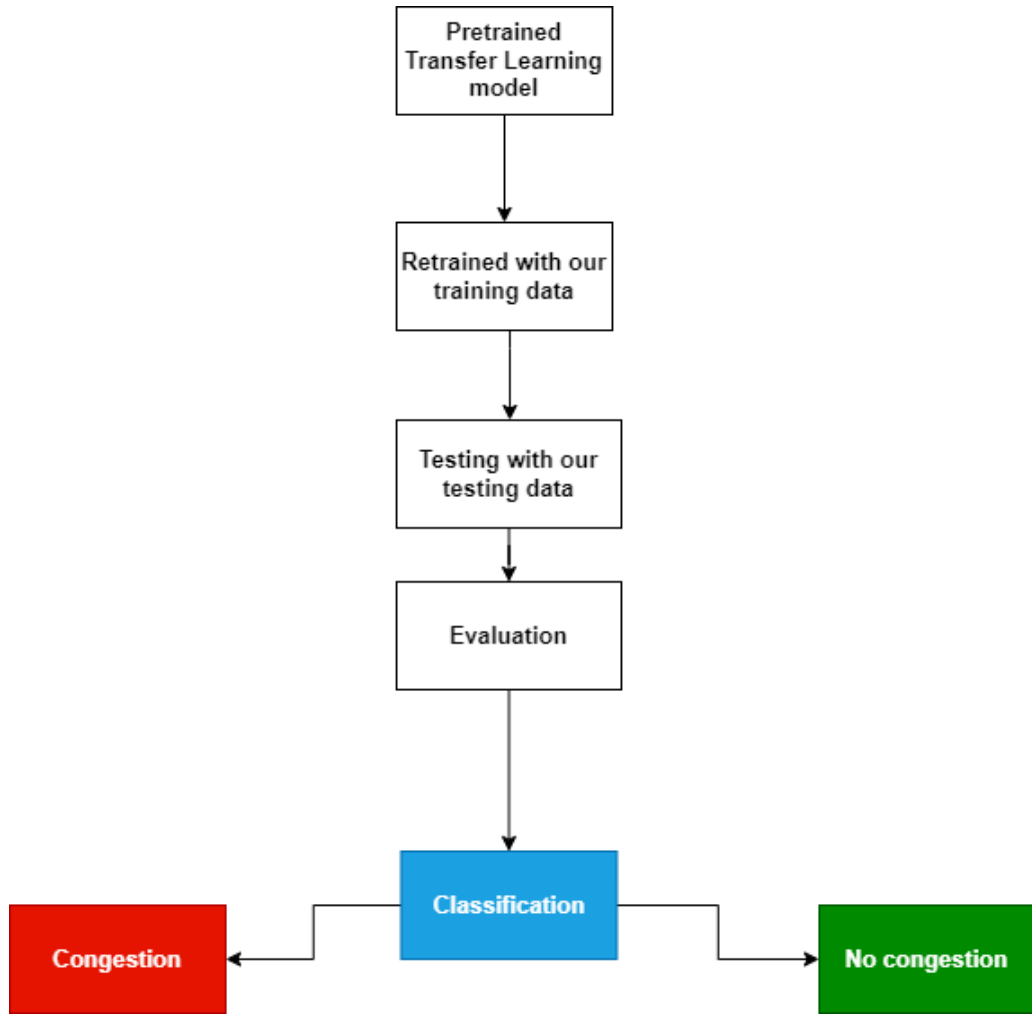 Pretrained
Transfer Learning
model
Retrained with our
training data
Testing with our
testing data
Evaluation
Classification
Congestion
No congestion